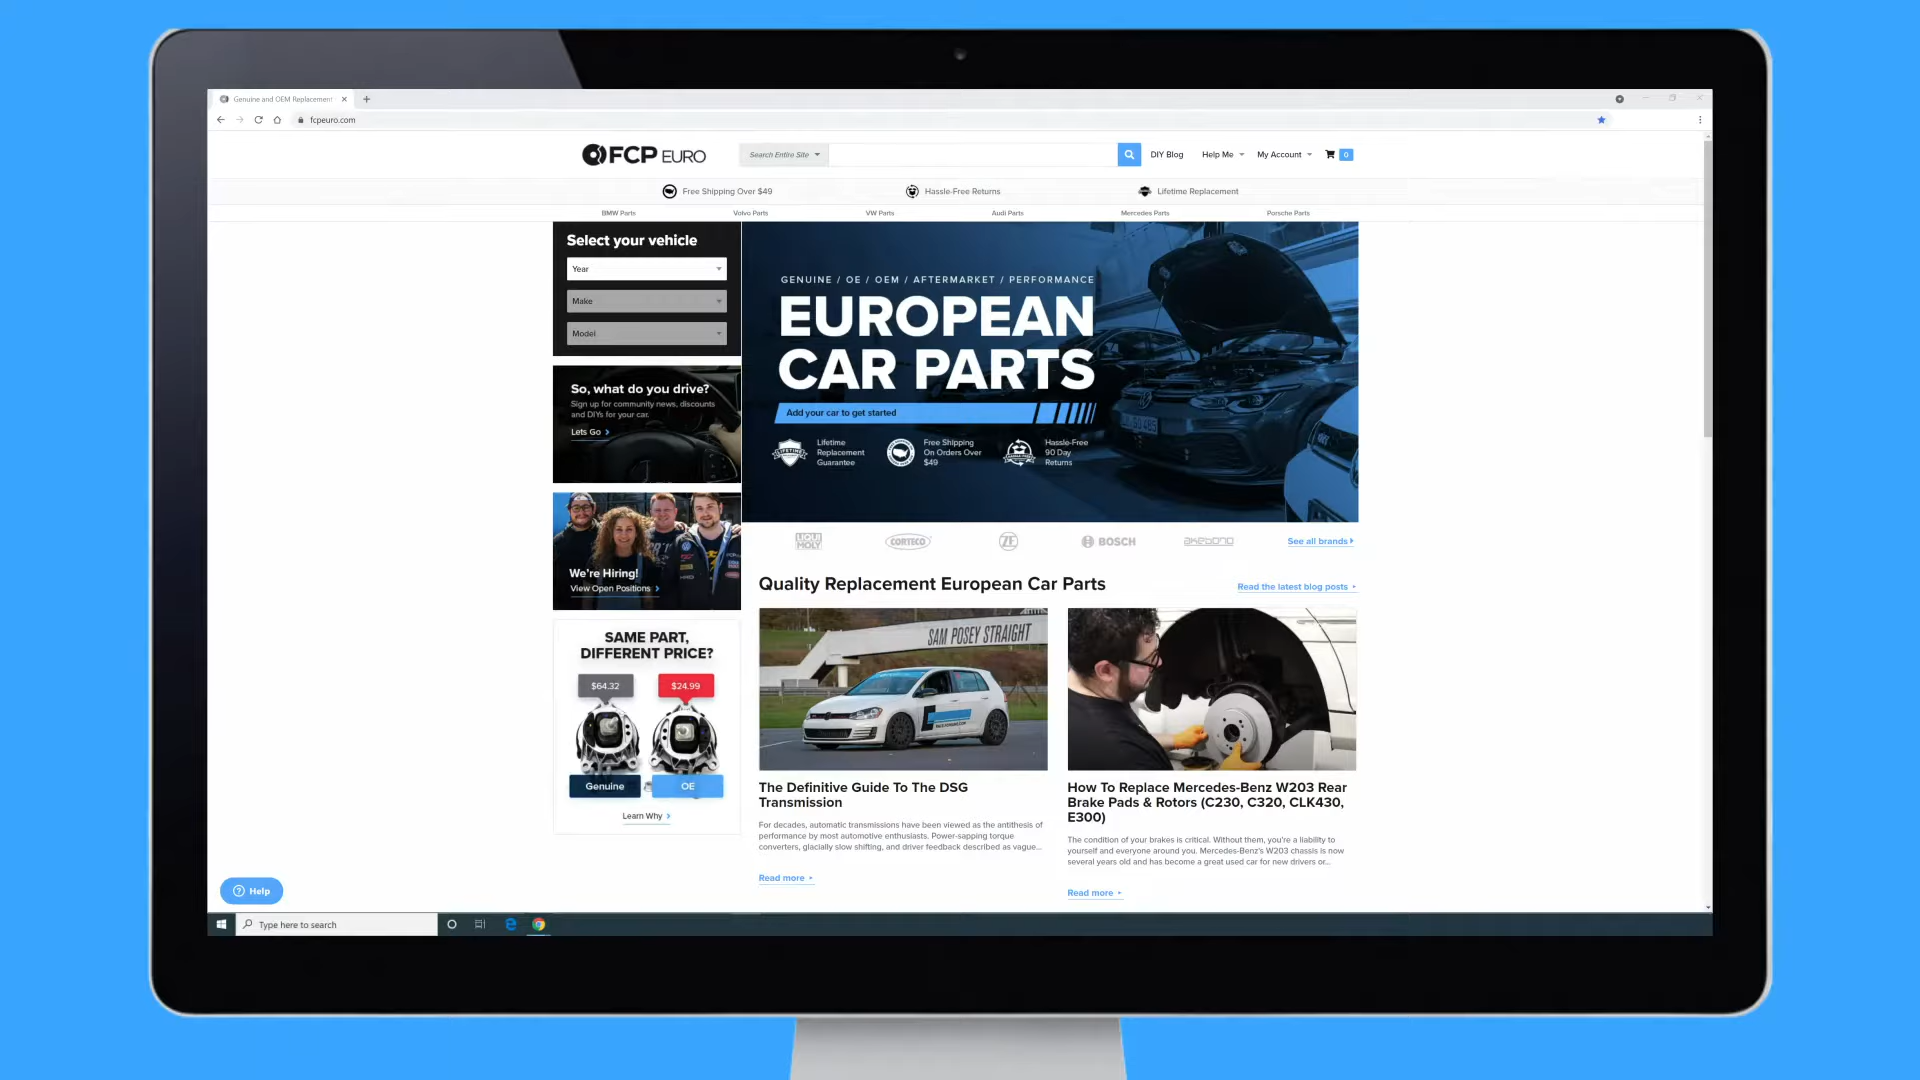 Genuine and OEM Replacement
fcpeuro.com
FCP EURO
Search Entire Site
DIY Blog
Help Me
My Account
0
Free Shipping Over $49
Hassle-Free Returns
Lifetime Replacement
BMW Parts
Volvo Parts
VW Parts
Audi Parts
Mercedes Parts
Porsche Parts
Select your vehicle
Year
Make
Model
So, what do you drive?
Sign up for community news, discounts
and DIYs for your car.
Lets Go
We're Hiring!
View Open Positions
SAME PART,
DIFFERENT PRICE?
$64.32
$24.99
Genuine
OE
Learn Why
GENUINE / OE / OEM / AFTERMARKET / PERFORMANCE
EUROPEAN
CAR PARTS
Add your car to get started
LIFETIME
Lifetime
Replacement
Guarantee
Free Shipping
On Orders Over
$49
Hassle-Free
90 Day
Returns
LIQUI
MOLY
CORTECO
ZF
BOSCH
akebono
See all brands
Quality Replacement European Car Parts
Read the latest blog posts
SAM POSEY STRAIGHT
The Definitive Guide To The DSG
Transmission
For decades, automatic transmissions have been viewed as the antithesis of
performance by most automotive enthusiasts. Power-sapping torque
converters, glacially slow shifting, and driver feedback described as vague...
Read more
How To Replace Mercedes-Benz W203 Rear
Brake Pads & Rotors (C230, C320, CLK430,
E300)
The condition of your brakes is critical. Without them, you're a liability to
yourself and everyone around you. Mercedes-Benz's W203 chassis is now
several years old and has become a great used car for new drivers or...
Read more
Help
Type here to search